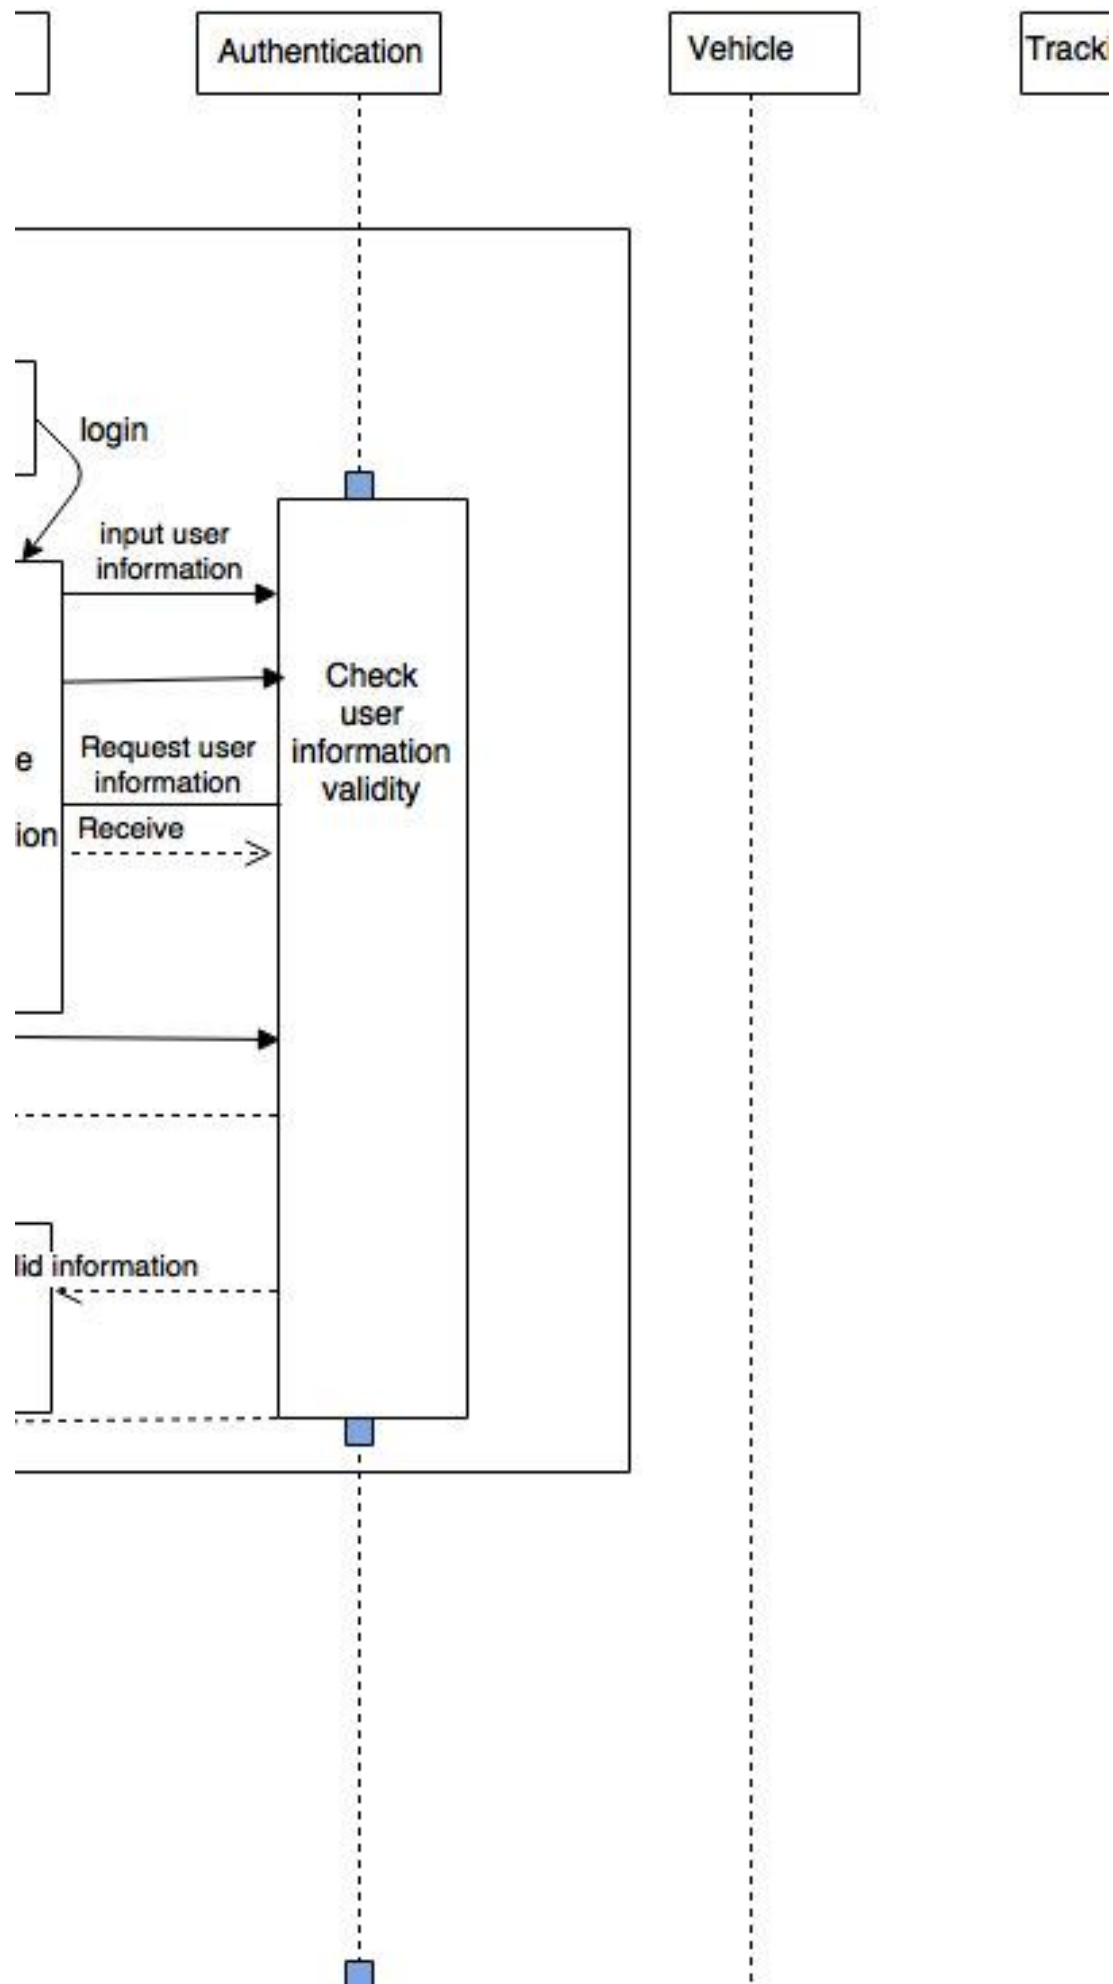 Authentication
Vehicle
Tracki
login
input user
information
Check
user
information
validity
Request user
information
e
ion
Receive
lid information